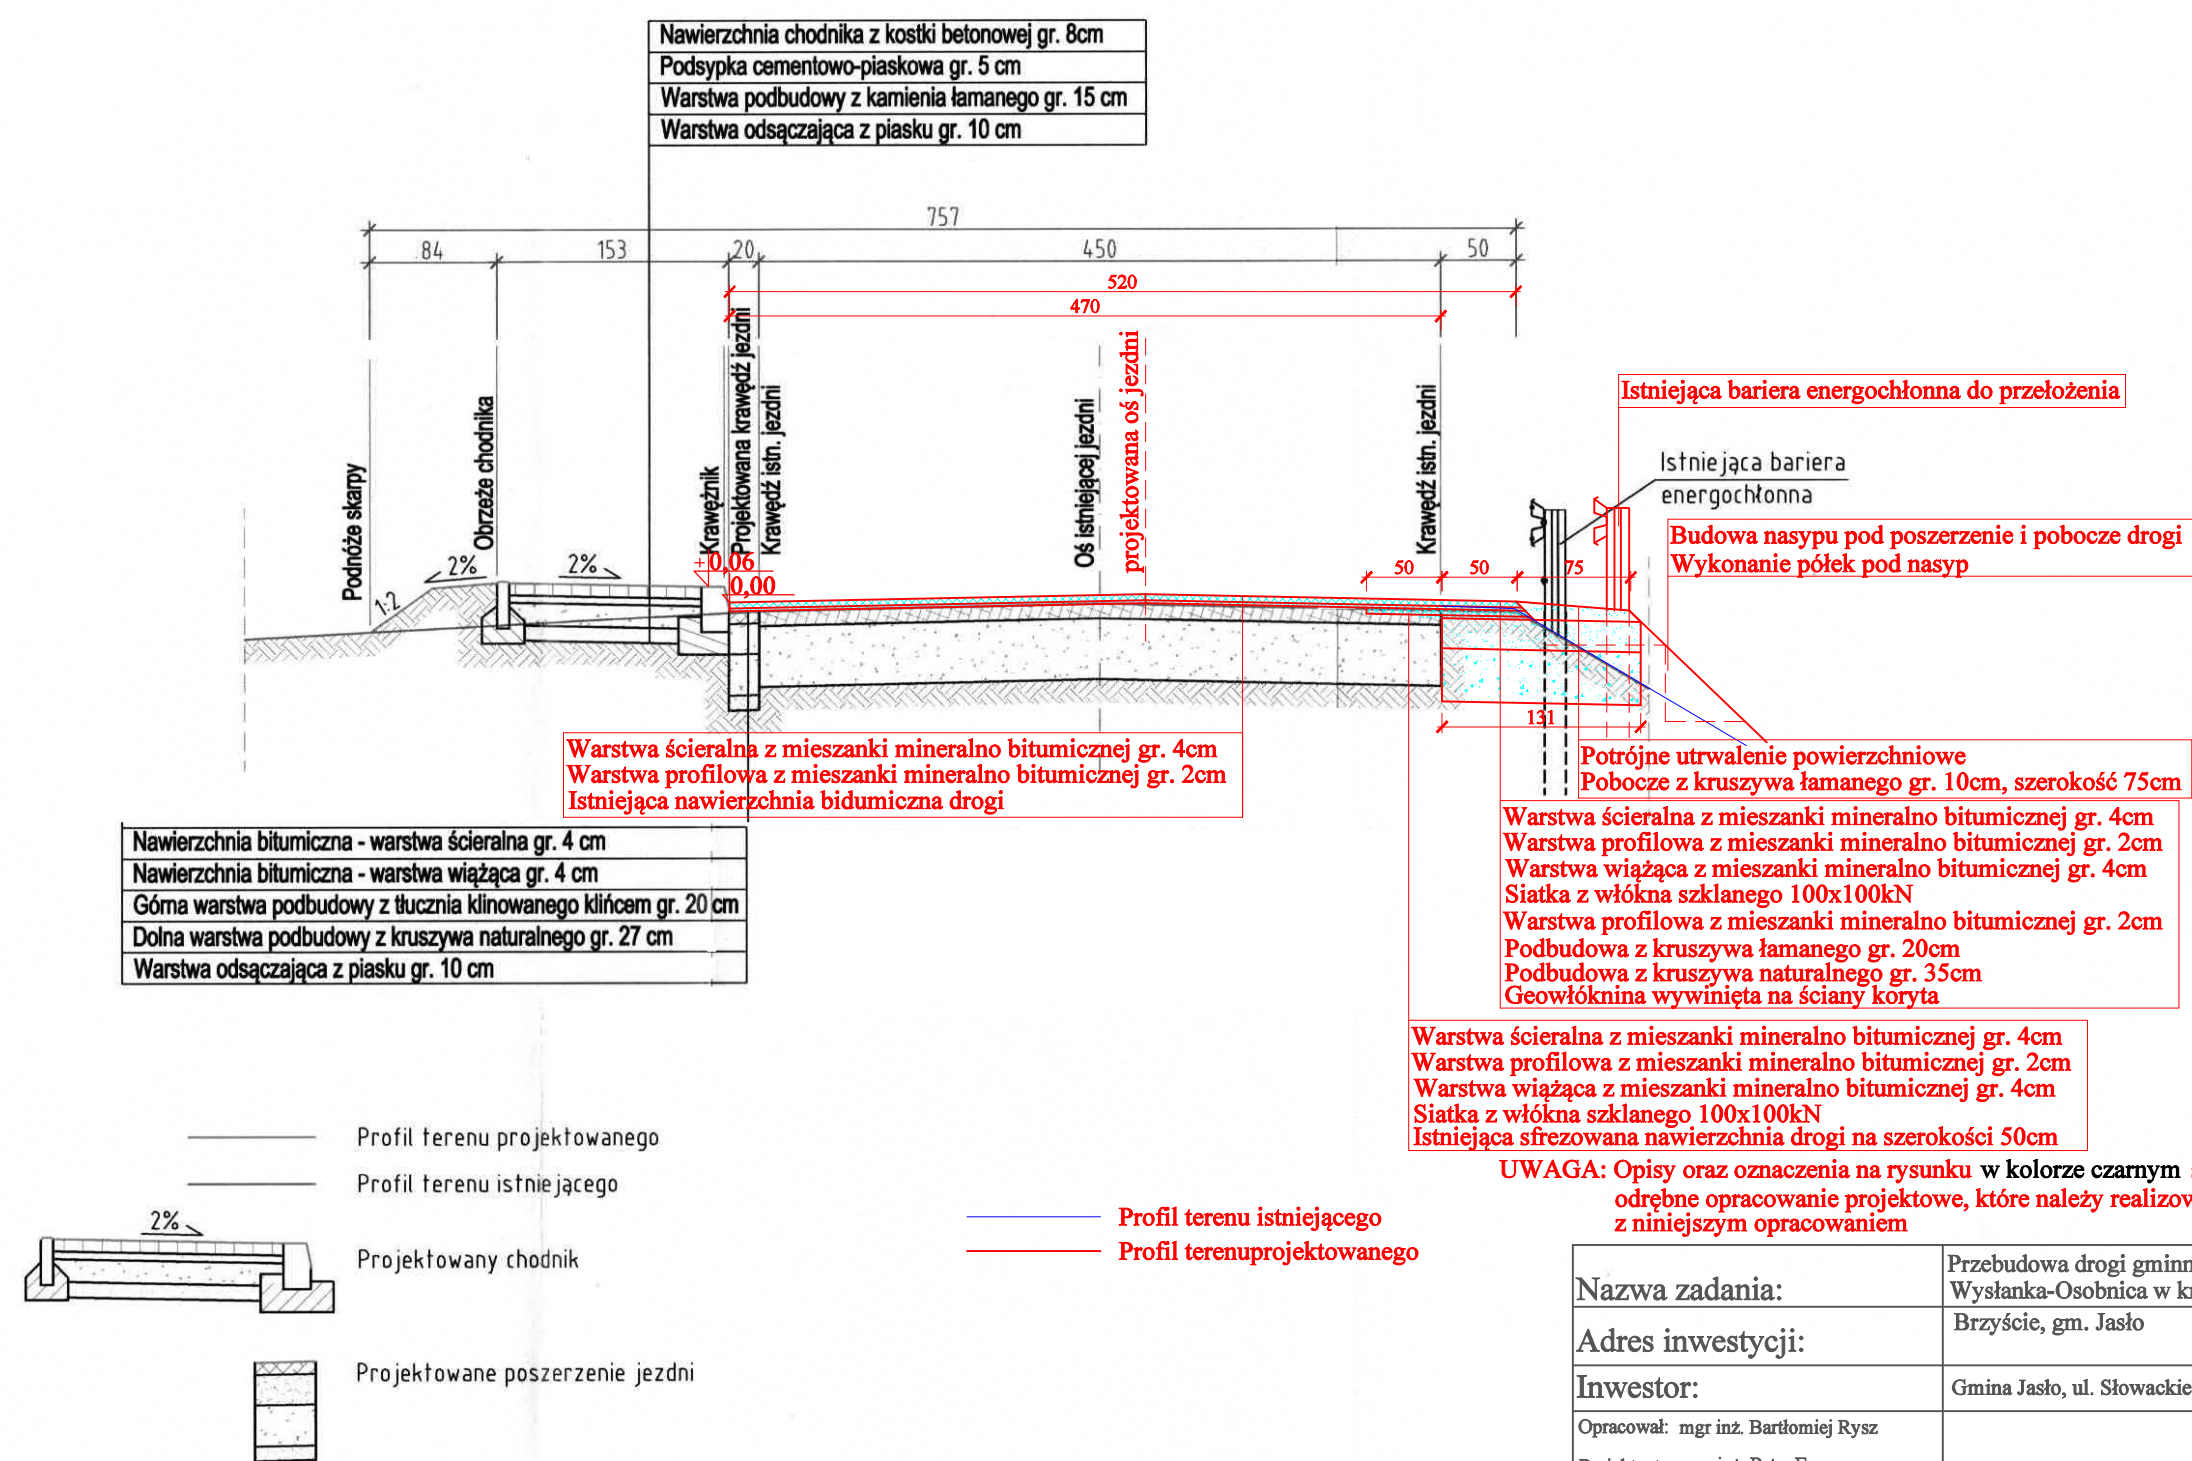 Nawierzchnia chodnika z kostki betonowej gr. 8cm
Podsypka cementowo-piaskowa gr. 5 cm
Warstwa podbudowy z kamienia łamanego gr. 15 cm
Warstwa odsączająca z piasku gr. 10 cm
757
84
153
20
450
50
520
470
Podnóże skarpy
Obrzeże chodnika
Krawężnik
Projektowana krawędź jezdni
Krawędź istn. jezdni
Oś istniejącej jezdni
projektowana oś jezdni
Krawędź istn. jezdni
Istniejąca bariera energochłonna do przełożenia
Istniejąca bariera
energochłonna
Budowa nasypu pod poszerzenie i pobocze drogi
Wykonanie półek pod nasyp
1:2
2%
2%
+0,06
0,00
50
50
75
131
Warstwa ścieralna z mieszanki mineralno bitumicznej gr. 4cm
Warstwa profilowa z mieszanki mineralno bitumicznej gr. 2cm
Istniejąca nawierzchnia bidumiczna drogi
Potrójne utrwalenie powierzchniowe
Pobocze z kruszywa łamanego gr. 10cm, szerokość 75cm
Nawierzchnia bitumiczna - warstwa ścieralna gr. 4 cm
Nawierzchnia bitumiczna - warstwa wiążąca gr. 4 cm
Górna warstwa podbudowy z tłucznia klinowanego klińcem gr. 20 cm
Dolna warstwa podbudowy z kruszywa naturalnego gr. 27 cm
Warstwa odsączająca z piasku gr. 10 cm
Warstwa ścieralna z mieszanki mineralno bitumicznej gr. 4cm
Warstwa profilowa z mieszanki mineralno bitumicznej gr. 2cm
Warstwa wiążąca z mieszanki mineralno bitumicznej gr. 4cm
Siatka z włókna szklanego 100x100kN
Warstwa profilowa z mieszanki mineralno bitumicznej gr. 2cm
Podbudowa z kruszywa łamanego gr. 20cm
Podbudowa z kruszywa naturalnego gr. 35cm
Geowłóknina wywinięta na ściany koryta
Warstwa ścieralna z mieszanki mineralno bitumicznej gr. 4cm
Warstwa profilowa z mieszanki mineralno bitumicznej gr. 2cm
Warstwa wiążąca z mieszanki mineralno bitumicznej gr. 4cm
Siatka z włókna szklanego 100x100kN
Istniejąca sfrezowana nawierzchnia drogi na szerokości 50cm
UWAGA: Opisy oraz oznaczenia na rysunku w kolorze czarnym
odrębne opracowanie projektowe, które należy realizow
z niniejszym opracowaniem
Profil terenu projektowanego
Profil terenu istniejącego
2%
Projektowany chodnik
Projektowane poszerzenie jezdni
Profil terenu istniejącego
Profil terenuprojektowanego
Nazwa zadania:
Przebudowa drogi gminn
Wysłanka-Osobnica w k
Adres inwestycji:
Brzyście, gm. Jasło
Inwestor:
Gmina Jasło, ul. Słowackie
Opracował: mgr inż. Bartłomiej Rysz